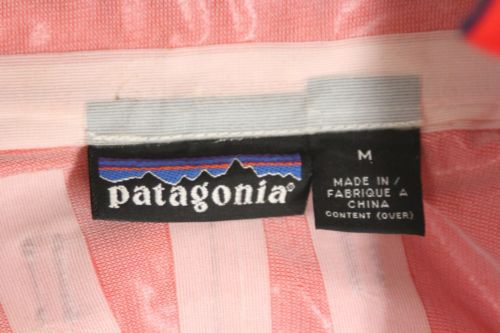 patagonia®
M
MADE IN /
FABRIQUE A
CHINA
CONTENT (OVER)